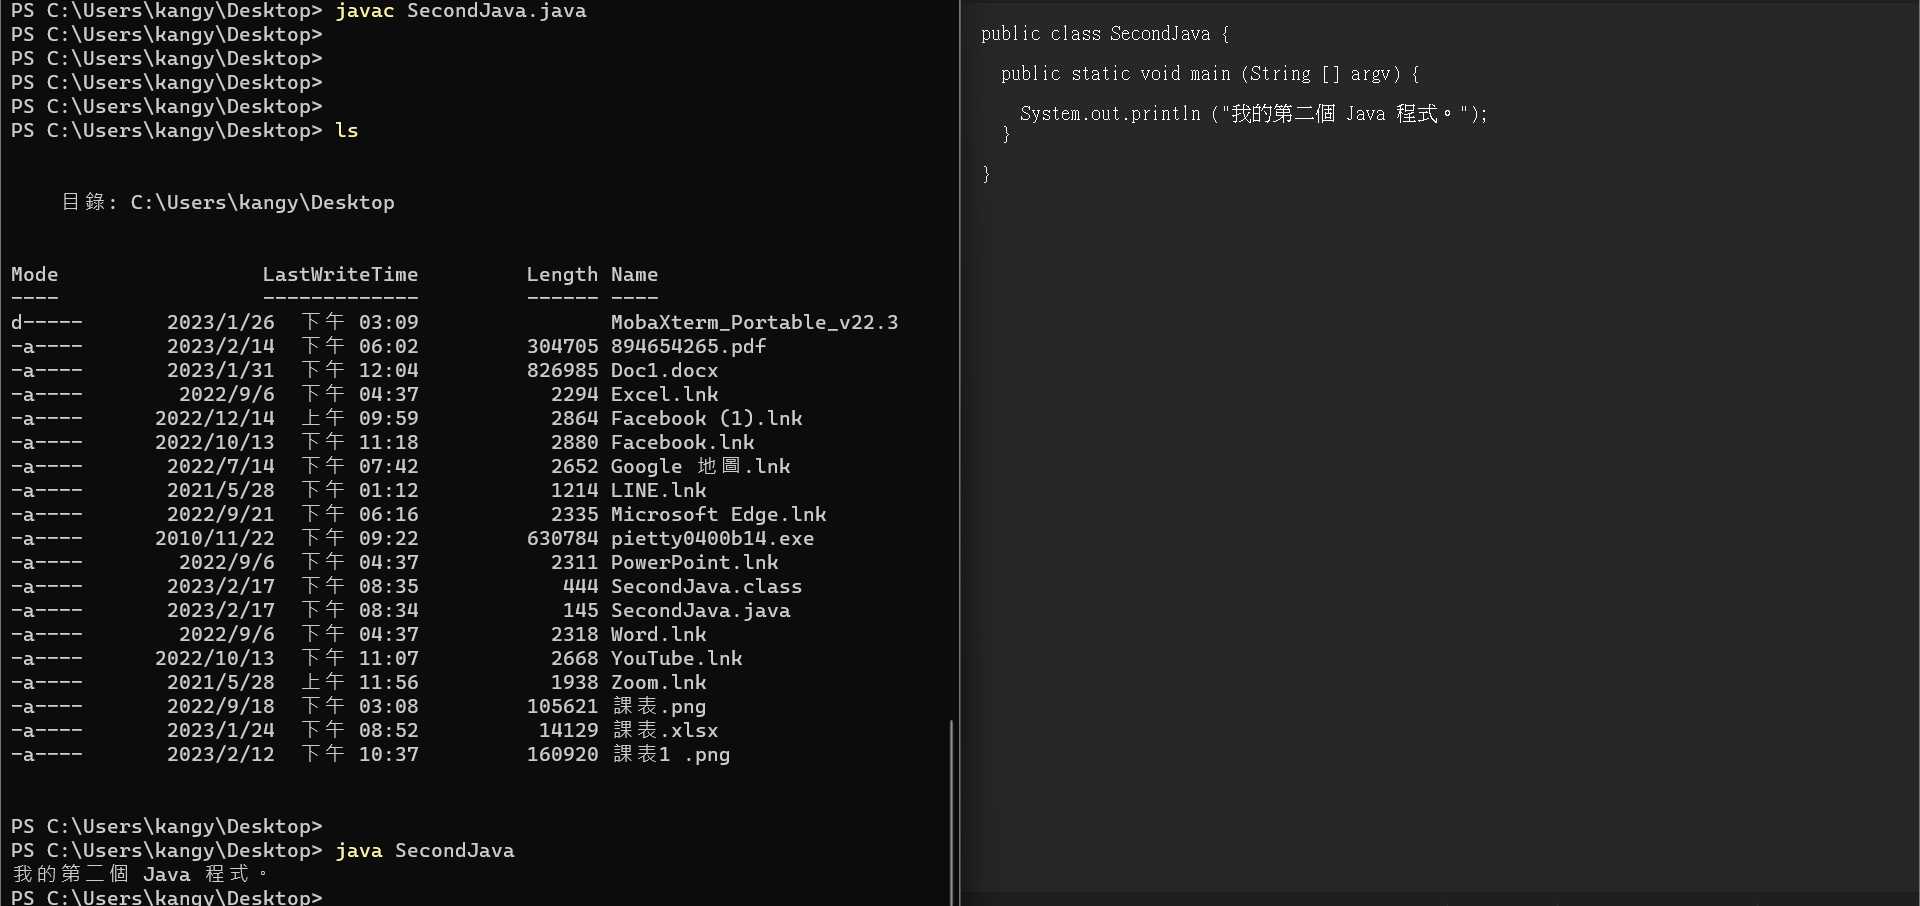 PS C:\Users\kangy\Desktop> javac SecondJava.java
PS C:\Users\kangy\Desktop>
PS C:\Users\kangy\Desktop>
PS C:\Users\kangy\Desktop>
PS C:\Users\kangy\Desktop>
PS C:\Users\kangy\Desktop> ls
目錄: C:\Users\kangy\Desktop
Mode LastWriteTime Length Name
---- ------------- ------ ----
d----- 2023/1/26 下午 03:09 MobaXterm_Portable_v22.3
-a---- 2023/2/14 下午 06:02 304705 894654265.pdf
-a---- 2023/1/31 下午 12:04 826985 Doc1.docx
-a---- 2022/9/6 下午 04:37 2294 Excel.lnk
-a---- 2022/12/14 上午 09:59 2864 Facebook (1).lnk
-a---- 2022/10/13 下午 11:18 2880 Facebook.lnk
-a---- 2022/7/14 下午 07:42 2652 Google 地圖.lnk
-a---- 2021/5/28 下午 01:12 1214 LINE.lnk
-a---- 2022/9/21 下午 06:16 2335 Microsoft Edge.lnk
-a---- 2010/11/22 下午 09:22 630784 pietty0400b14.exe
-a---- 2022/9/6 下午 04:37 2311 PowerPoint.lnk
-a---- 2023/2/17 下午 08:35 444 SecondJava.class
-a---- 2023/2/17 下午 08:34 145 SecondJava.java
-a---- 2022/9/6 下午 04:37 2318 Word.lnk
-a---- 2022/10/13 下午 11:07 2668 YouTube.lnk
-a---- 2021/5/28 上午 11:56 1938 Zoom.lnk
-a---- 2022/9/18 下午 03:08 105621 課表.png
-a---- 2023/1/24 下午 08:52 14129 課表.xlsx
-a---- 2023/2/12 下午 10:37 160920 課表1 .png
PS C:\Users\kangy\Desktop>
PS C:\Users\kangy\Desktop> java SecondJava
我的第二個 Java 程式。
PS C:\Users\kangy\Desktop>
public class SecondJava {
public static void main (String [] argv) {
System.out.println ("我的第二個 Java 程式。");
}
}